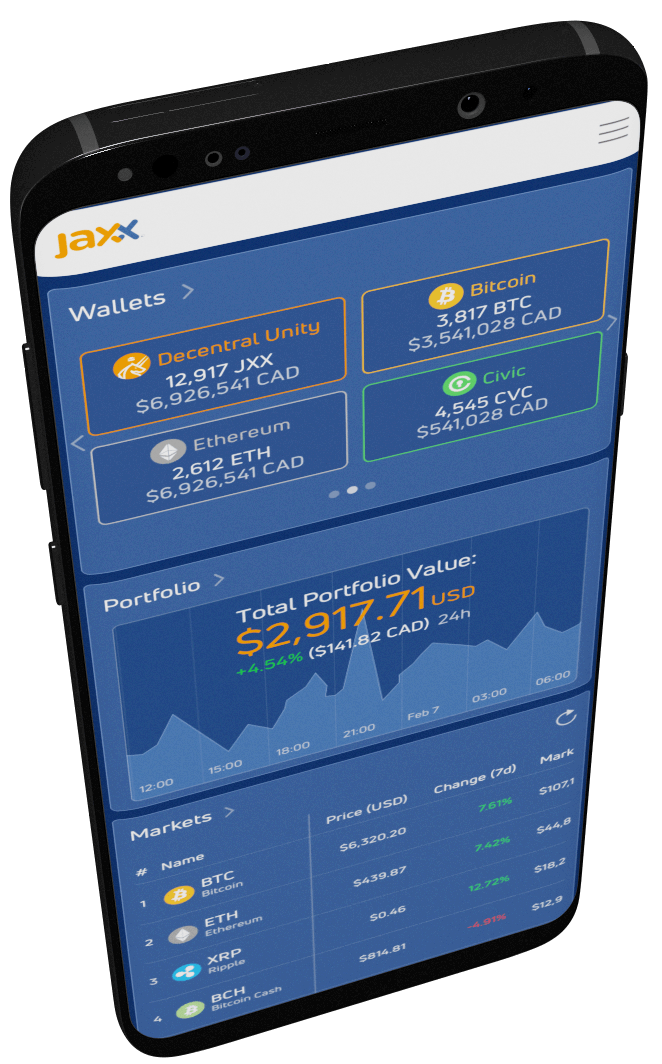 Jaxx
Wallets
Decentral Unity
12,917 JXX
$6,926,541 CAD
Bitcoin
3,817 BTC
$3,541,028 CAD
Ethereum
2,612 ETH
$6,926,541 CAD
Civic
4,545 CVC
$541,028 CAD
Portfolio
Total Portfolio Value:
$2,917.71 USD
+4.54% ($141.82 CAD) 24h
12:00 15:00 18:00 21:00 Feb 7 03:00 06:00
Markets
# Name Price (USD) Change (7d) Mark
1 BTC $6,320.20 7.61% $107,1
Bitcoin
2 ETH $439.87 7.42% $44,8
Ethereum
3 XRP $0.46 12.72% $18,2
Ripple
4 BCH $814.81 -6.91% $12,9
Bitcoin Cash